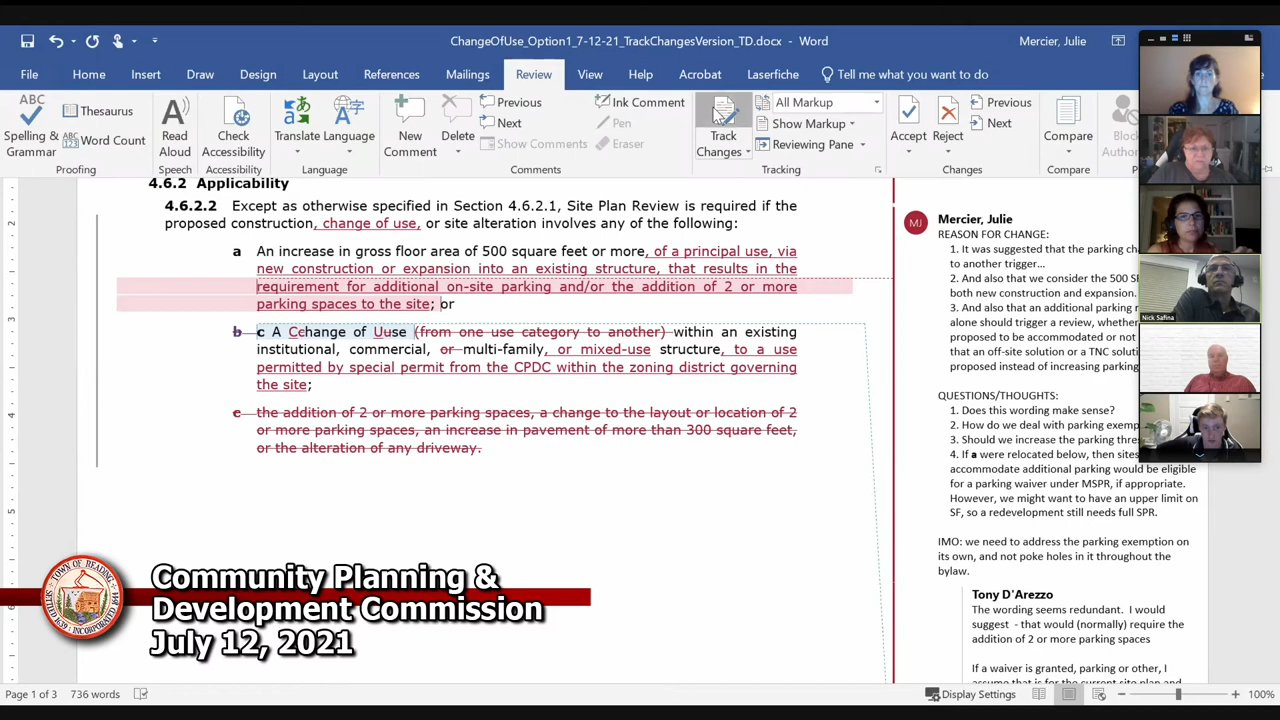 ChangeOfUse_Option1_7-12-21_TrackChangesVersion_TD.docx - Word
Mercier, Julie
File Home Insert Draw Design Layout References Mailings Review View Help Acrobat Laserfiche Tell me what you want to do
ABC
Spelling & Grammar
Thesaurus
ABC 123 Word Count
Proofing
Read Aloud
Speech
Check Accessibility
Accessibility
Translate
Language
Language
New Comment
Delete
Previous
Next
Show Comments
Ink Comment
Pen
Eraser
Comments
Track Changes
All Markup
Show Markup
Reviewing Pane
Tracking
Accept
Reject
Previous
Next
Changes
Compare
Compare
Block
4.6.2 Applicability
4.6.2.2 Except as otherwise specified in Section 4.6.2.1, Site Plan Review is required if the
proposed construction, change of use, or site alteration involves any of the following:
a An increase in gross floor area of 500 square feet or more, of a principal use, via
new construction or expansion into an existing structure, that results in the
requirement for additional on-site parking and/or the addition of 2 or more
parking spaces to the site; or
b c A Cchange of Uuse (from one use category to another) within an existing
institutional, commercial, or multi-family, or mixed-use structure, to a use
permitted by special permit from the CPDC within the zoning district governing
the site;
c the addition of 2 or more parking spaces, a change to the layout or location of 2
or more parking spaces, an increase in pavement of more than 300 square feet,
or the alteration of any driveway.
MJ
Mercier, Julie
REASON FOR CHANGE:
1. It was suggested that the parking
to another trigger...
2. And also that we consider the 500
both new construction and expansion.
3. And also that an additional parking
alone should trigger a review, whether
proposed to be accommodated or not
that an off-site solution or a TNC
proposed instead of increasing
QUESTIONS/THOUGHTS:
1. Does this wording make sense?
2. How do we deal with parking
3. Should we increase the parking
4. If a were relocated below, then sites
accommodate additional parking would be eligible
for a parking waiver under MSPR, if appropriate.
However, we might want to have an upper limit on
SF, so a redevelopment still needs full SPR.
IMO: we need to address the parking exemption on
its own, and not poke holes in it throughout the
bylaw.
Tony D'Arezzo
The wording seems redundant. I would
suggest - that would (normally) require the
addition of 2 or more parking spaces
If a waiver is granted, parking or other, I
assume that is for the current site plan and
Nick Safina
TOWN OF READING
Community Planning &
Development Commission
July 12, 2021
Page 1 of 3 736 words
Display Settings
100%